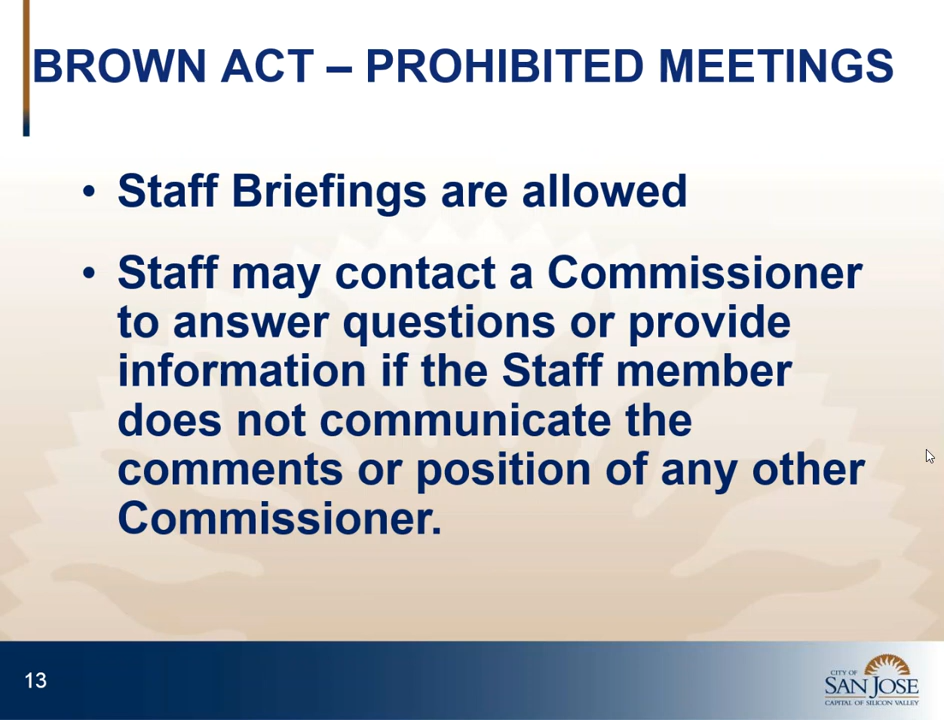 BROWN ACT – PROHIBITED MEETINGS
• Staff Briefings are allowed
• Staff may contact a Commissioner
to answer questions or provide
information if the Staff member
does not communicate the
comments or position of any other
Commissioner.
13
CITY OF
SAN JOSE
CAPITAL OF SILICON VALLEY